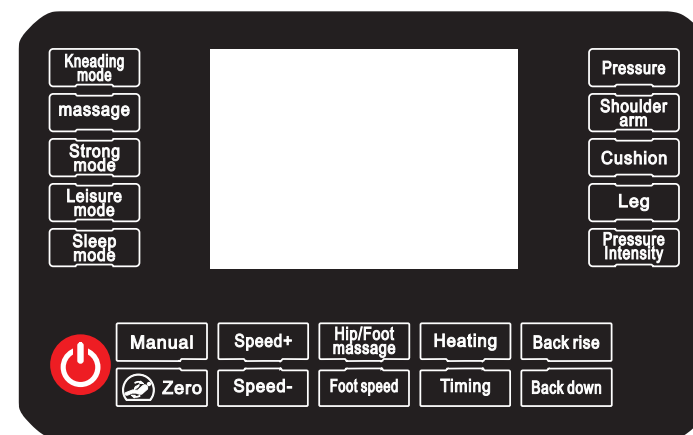 Kneading
mode
massage
Strong
mode
Leisure
mode
Sleep
mode
Pressure
Shoulder
arm
Cushion
Leg
Pressure
Intensity
Manual
Speed+
Hip/Foot
massage
Heating
Back rise
Zero
Speed-
Foot speed
Timing
Back down